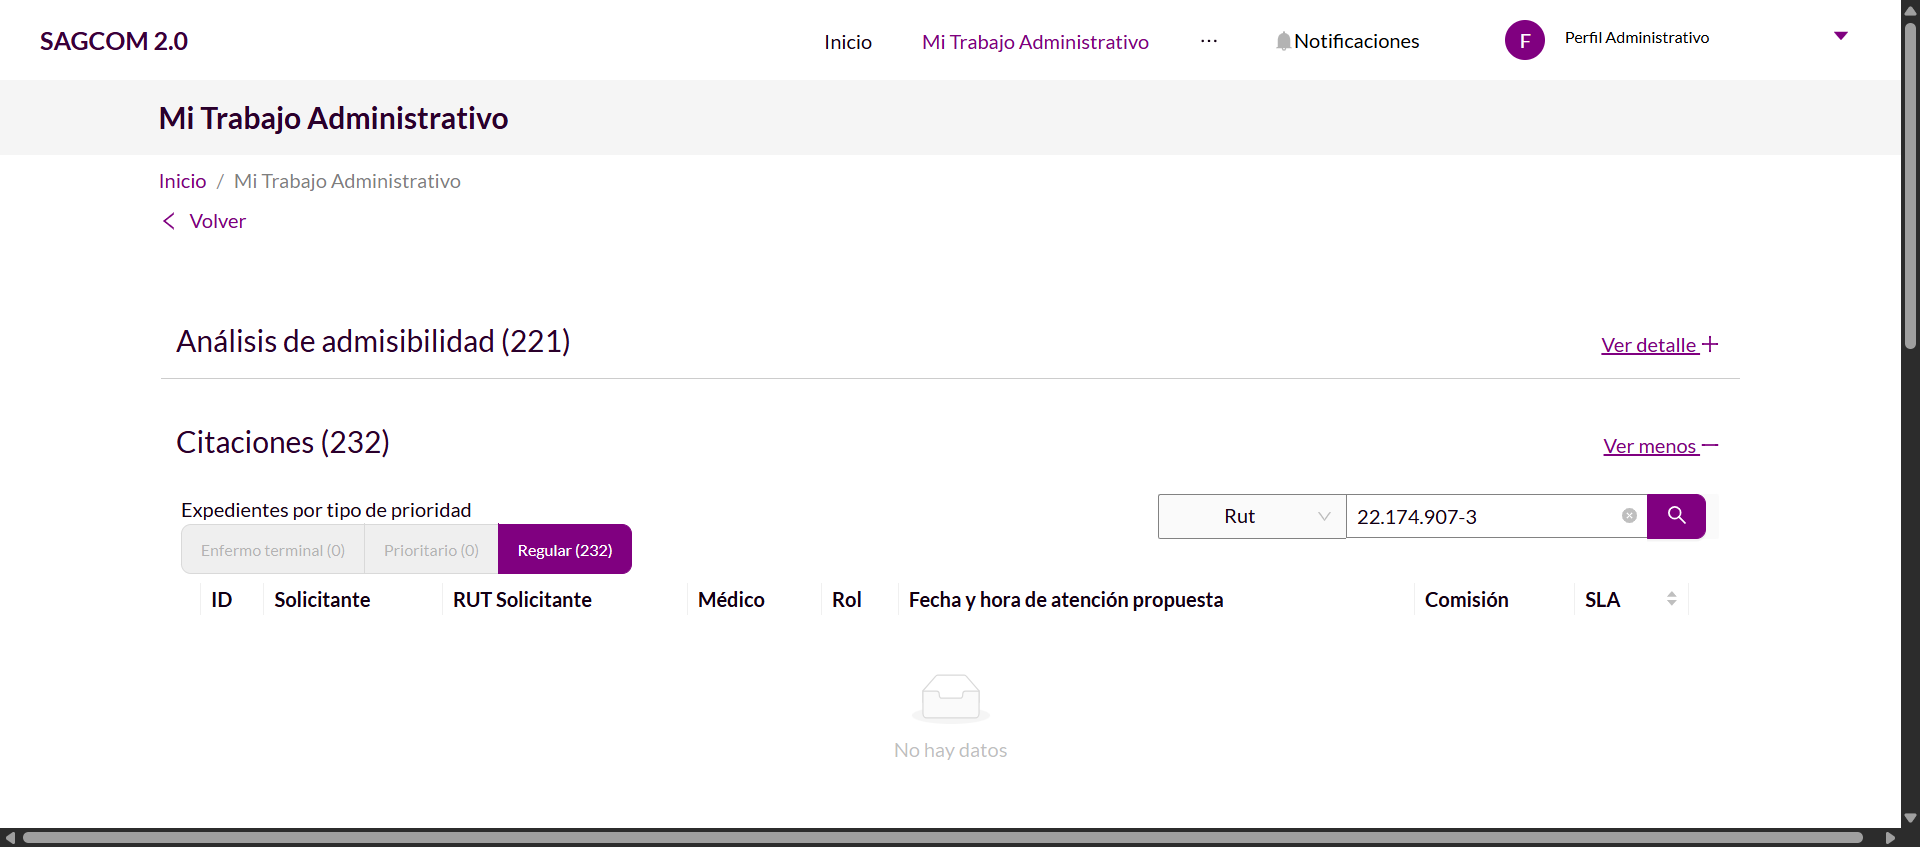 SAGCOM 2.0
Inicio
Mi Trabajo Administrativo
···
Notificaciones
F
Perfil Administrativo
Mi Trabajo Administrativo
Inicio / Mi Trabajo Administrativo
Volver
Análisis de admisibilidad (221)
Ver detalle
Citaciones (232)
Ver menos
Expedientes por tipo de prioridad
Rut
22.174.907-3
Enfermo terminal (0)
Prioritario (0)
Regular (232)
ID
Solicitante
RUT Solicitante
Médico
Rol
Fecha y hora de atención propuesta
Comisión
SLA
No hay datos